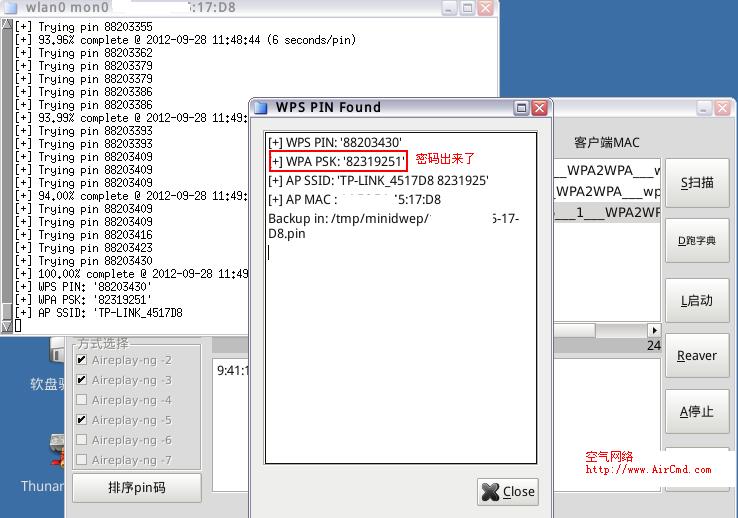 wlan0 mon0 5:17:D8
[+] Trying pin 88203355
[+] 93.96% complete @ 2012-09-28 11:48:44 (6 seconds/pin)
[+] Trying pin 88203362
[+] Trying pin 88203379
[+] Trying pin 88203379
[+] Trying pin 88203386
[+] Trying pin 88203386
[+] 93.99% complete @ 2012-09-28 11:49
[+] Trying pin 88203393
[+] Trying pin 88203393
[+] Trying pin 88203409
[+] Trying pin 88203409
[+] 94.00% complete @ 2012-09-28 11:49
[+] Trying pin 88203409
[+] Trying pin 88203409
[+] Trying pin 88203416
[+] Trying pin 88203423
[+] Trying pin 88203430
[+] 100.00% complete @ 2012-09-28 11:49
[+] WPS PIN: '88203430'
[+] WPA PSK: '82319251'
[+] AP SSID: 'TP-LINK_4517D8
WPS PIN Found
[+] WPS PIN: '88203430'
[+] WPA PSK: '82319251'
密码出来了
[+] AP SSID: 'TP-LINK_4517D8 8231925'
[+] AP MAC : 5:17:D8
Backup in: /tmp/minidwep/ 5-17-
D8.pin
Close
客户端MAC
__WPA2WPA___w
_WPA2WPA___wp
___1___WPA2WP
24
S扫描
D跑字典
L启动
Reaver
A停止
方式选择
Aireplay-ng -2
Aireplay-ng -3
Aireplay-ng -4
Aireplay-ng -5
Aireplay-ng -6
Aireplay-ng -7
排序pin码
9:41:1
软盘驱
Thunar
空气网络
http://www.AirCmd.com